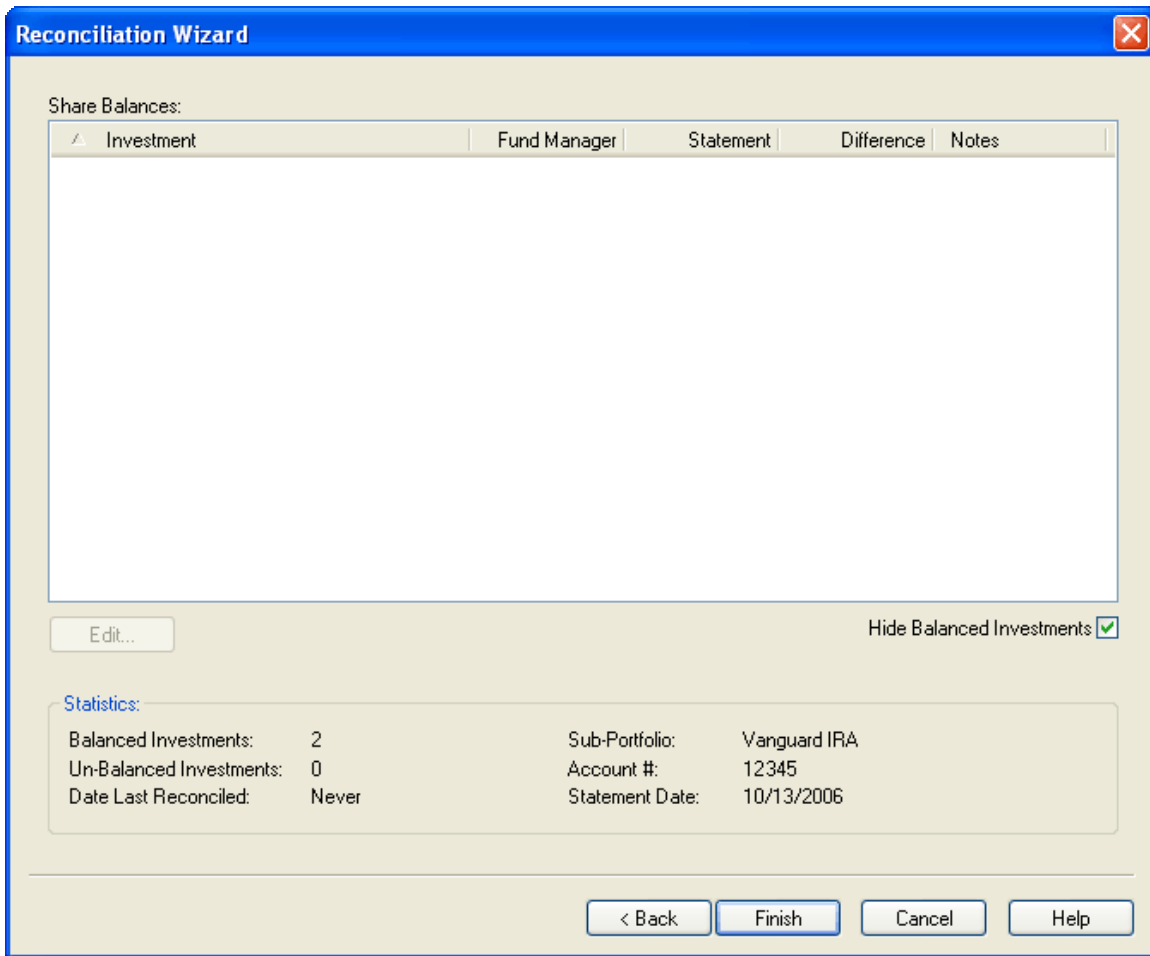 Reconciliation Wizard
Share Balances:
Investment Fund Manager Statement Difference Notes
Edit... Hide Balanced Investments
Statistics:
Balanced Investments: 2 Sub-Portfolio: Vanguard IRA
Un-Balanced Investments: 0 Account #: 12345
Date Last Reconciled: Never Statement Date: 10/13/2006
< Back Finish Cancel Help